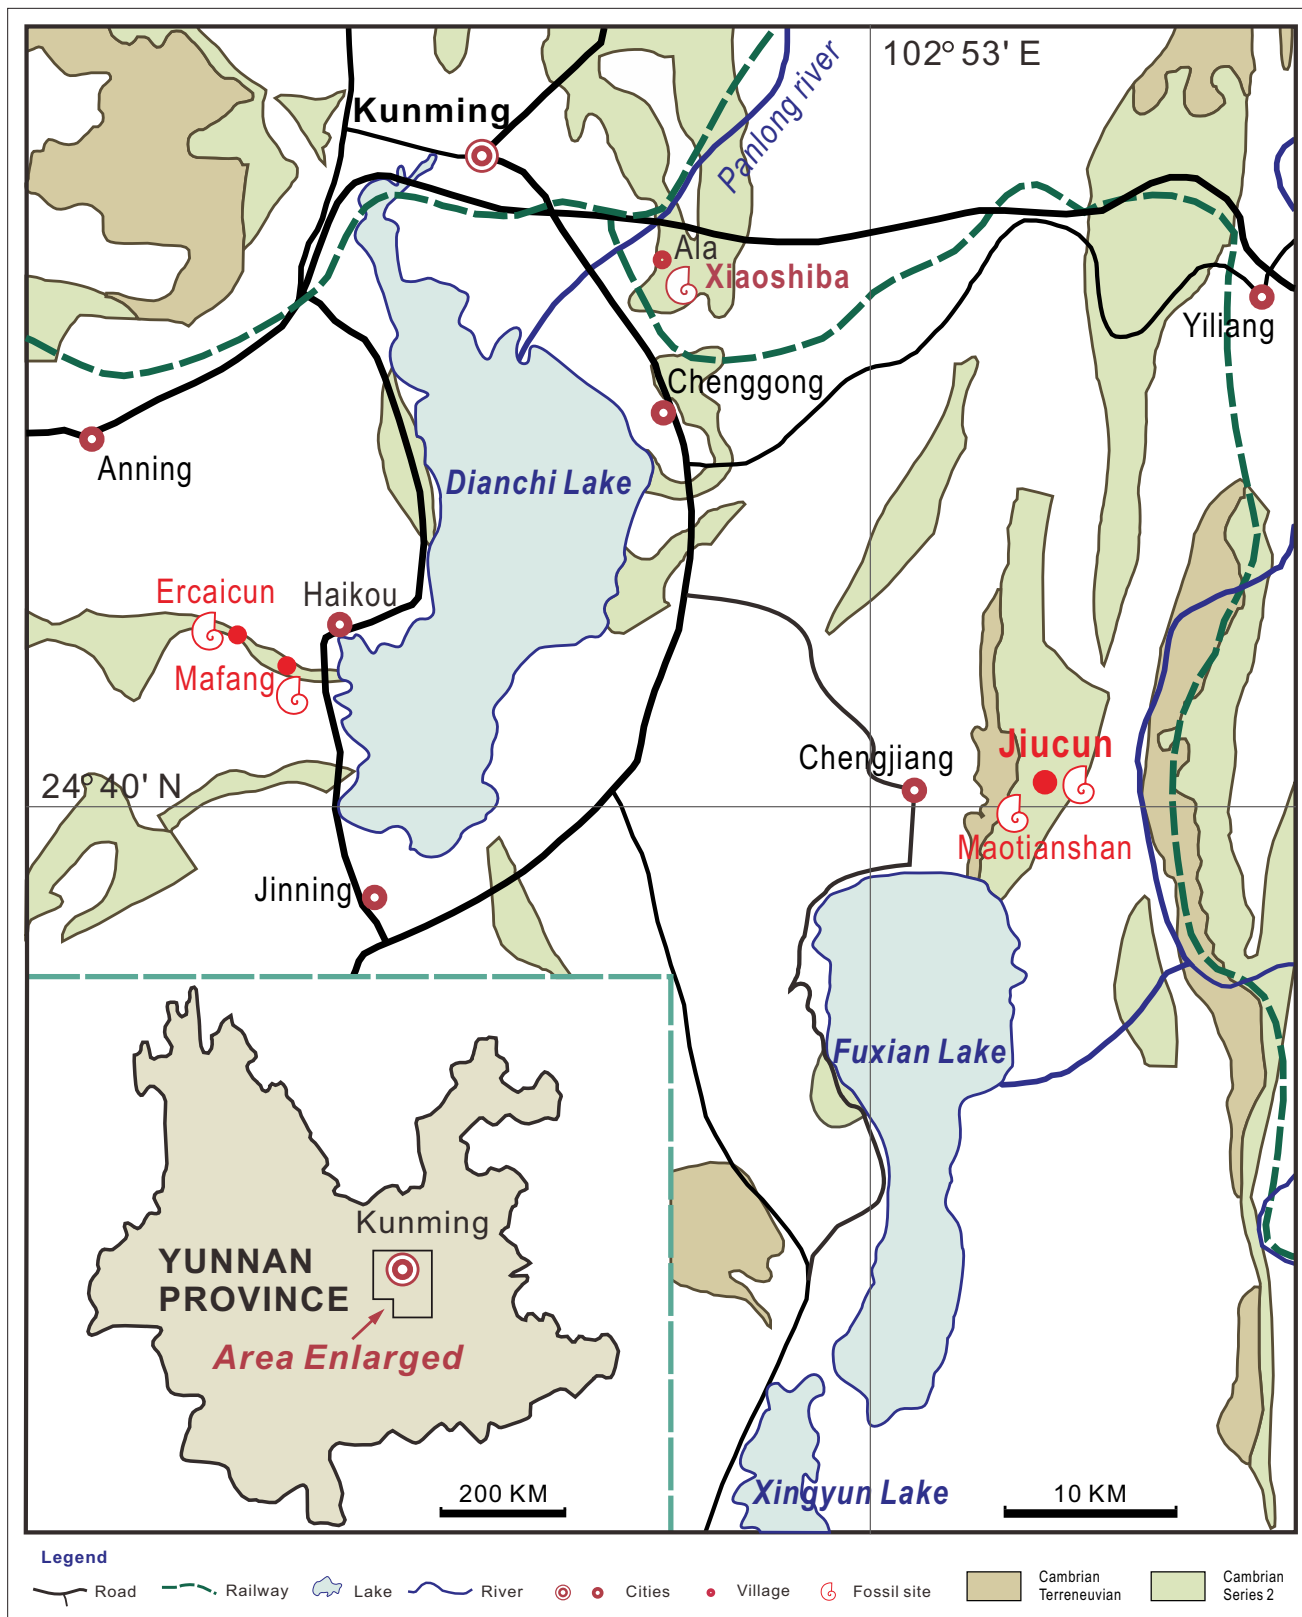 102° 53' E
Kunming
Panlong river
Ala
Xiaoshiba
Yiliang
Chenggong
Anning
Dianchi Lake
Ercaicun
Haikou
Mafang
Jiucun
Chengjiang
24° 40' N
Maotianshan
Jinning
Fuxian Lake
Kunming
YUNNAN
PROVINCE
Area Enlarged
200 KM
Xingyun Lake
10 KM
Legend
Road
Railway
Lake
River
Cities
Village
Fossil site
Cambrian
Terreneuvian
Cambrian
Series 2